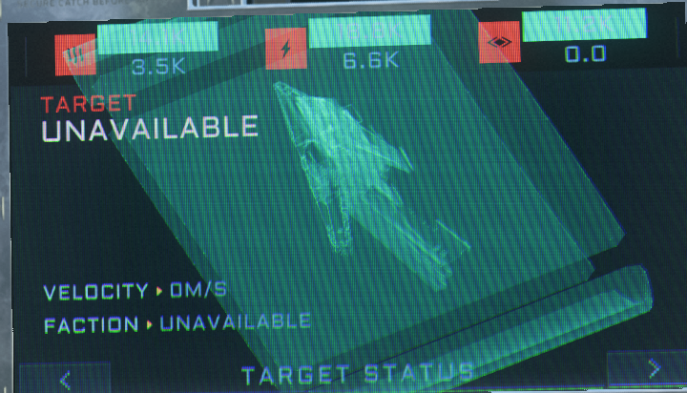 3.5K
6.6K
0.0
TARGET
UNAVAILABLE
VELOCITY ▸ 0M/S
FACTION ▸ UNAVAILABLE
< TARGET STATUS >